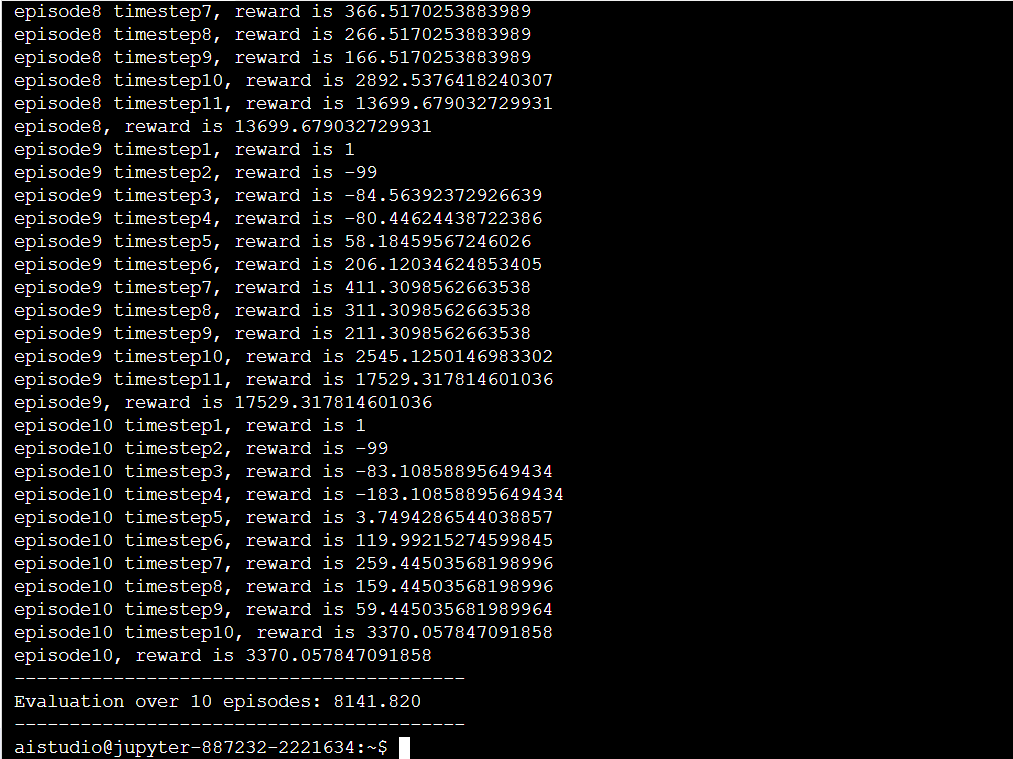 episode8 timestep7, reward is 366.5170253883989
episode8 timestep8, reward is 266.5170253883989
episode8 timestep9, reward is 166.5170253883989
episode8 timestep10, reward is 2892.5376418240307
episode8 timestep11, reward is 13699.679032729931
episode8, reward is 13699.679032729931
episode9 timestep1, reward is 1
episode9 timestep2, reward is -99
episode9 timestep3, reward is -84.56392372926639
episode9 timestep4, reward is -80.44624438722386
episode9 timestep5, reward is 58.18459567246026
episode9 timestep6, reward is 206.12034624853405
episode9 timestep7, reward is 411.3098562663538
episode9 timestep8, reward is 311.3098562663538
episode9 timestep9, reward is 211.3098562663538
episode9 timestep10, reward is 2545.1250146983302
episode9 timestep11, reward is 17529.317814601036
episode9, reward is 17529.317814601036
episode10 timestep1, reward is 1
episode10 timestep2, reward is -99
episode10 timestep3, reward is -83.10858895649434
episode10 timestep4, reward is -183.10858895649434
episode10 timestep5, reward is 3.7494286544038857
episode10 timestep6, reward is 119.99215274599845
episode10 timestep7, reward is 259.44503568198996
episode10 timestep8, reward is 159.44503568198996
episode10 timestep9, reward is 59.445035681989964
episode10 timestep10, reward is 3370.057847091858
episode10, reward is 3370.057847091858
-----------------------------------------
Evaluation over 10 episodes: 8141.820
-----------------------------------------
aistudio@jupyter-887232-2221634:~$